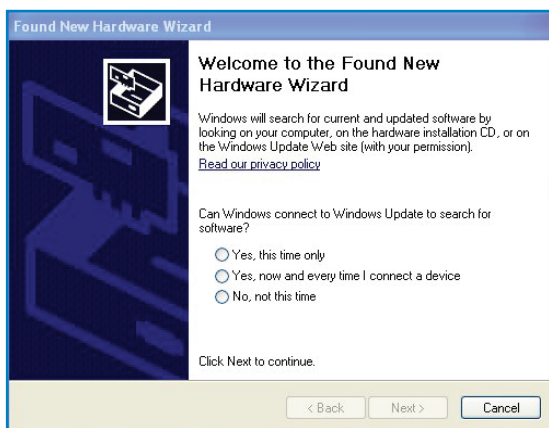 Found New Hardware Wizard
Welcome to the Found New
Hardware Wizard
Windows will search for current and updated software by
looking on your computer, on the hardware installation CD, or on
the Windows Update Web site (with your permission).
Read our privacy policy
Can Windows connect to Windows Update to search for
software?
Yes, this time only
Yes, now and every time I connect a device
No, not this time
Click Next to continue.
< Back
Next >
Cancel